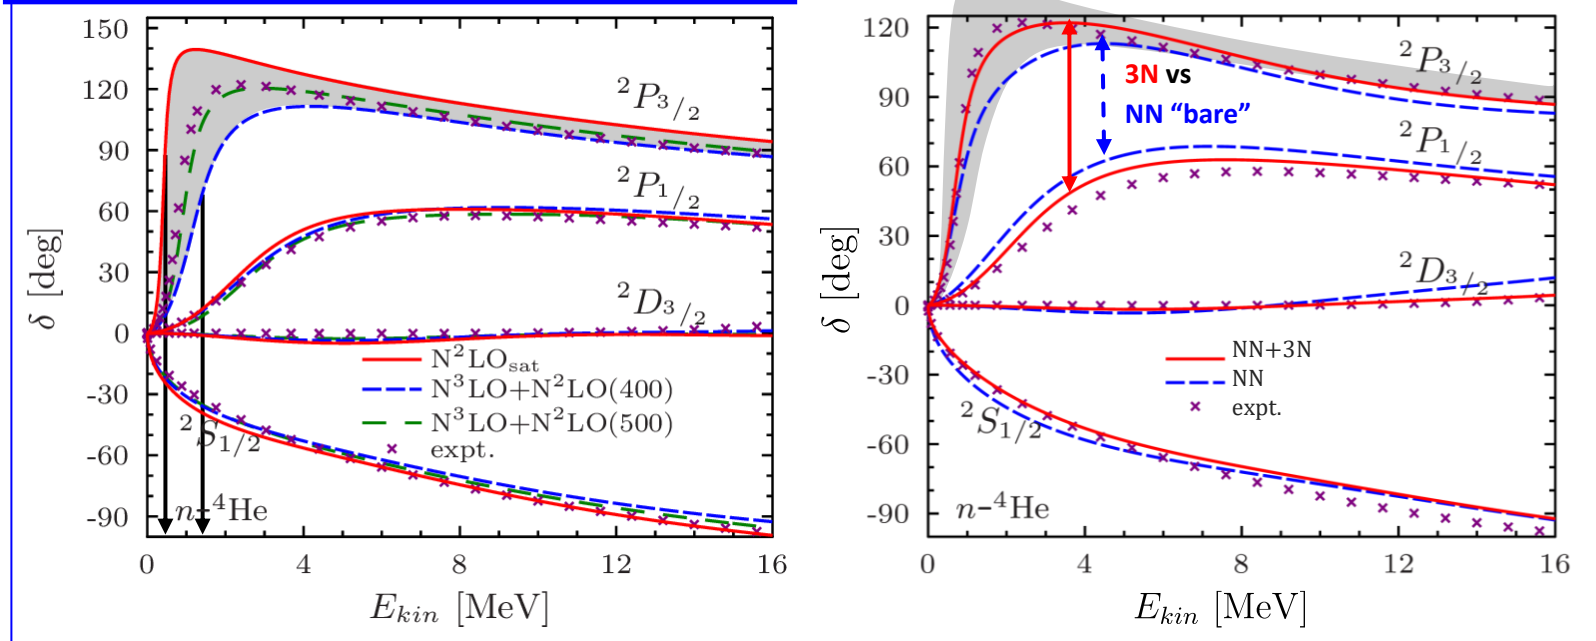 150
120
90
60
30
0
-30
-60
-90
δ [deg]
²P₃/₂
²P₁/₂
²D₃/₂
N²LOsat
N³LO+N²LO(400)
N³LO+N²LO(500)
expt.
²S₁/₂
n-⁴He
0 4 8 12 16
E_kin [MeV]
120
90
60
30
0
-30
-60
-90
δ [deg]
²P₃/₂
3N vs
NN “bare”
²P₁/₂
²D₃/₂
NN+3N
NN
expt.
²S₁/₂
n-⁴He
0 4 8 12 16
E_kin [MeV]